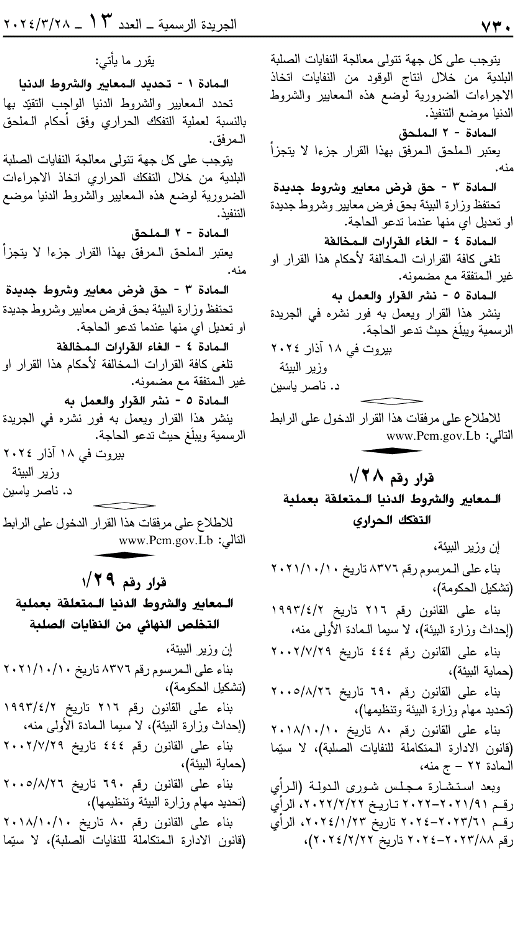 ٧٣٠
الجريدة الرسمية ــ العدد ١٣ ــ ٢٠٢٤/٣/٢٨
يتوجب على كل جهة تتولى معالجة النفايات الصلبة
البلدية من خلال انتاج الوقود من النفايات اتخاذ
الاجراءات الضرورية لوضع هذه المعايير والشروط
الدنيا موضع التنفيذ.
المادة - ٢ الملحق
يعتبر الملحق المرفق بهذا القرار جزءا لا يتجزأ
منه.
المادة ٣ - حق فرض معايير وشروط جديدة
تحتفظ وزارة البيئة بحق فرض معايير وشروط جديدة
او تعديل اي منها عندما تدعو الحاجة.
المادة ٤ - الغاء القرارات المخالفة
تلغى كافة القرارات المخالفة لأحكام هذا القرار او
غير المتفقة مع مضمونه.
المادة ٥ - نشر القرار والعمل به
ينشر هذا القرار ويعمل به فور نشره في الجريدة
الرسمية ويبلّغ حيث تدعو الحاجة.
بيروت في ١٨ آذار ٢٠٢٤
وزير البيئة
د. ناصر ياسين
للاطلاع على مرفقات هذا القرار الدخول على الرابط
التالي: www.Pcm.gov.Lb
قرار رقم ١/٢٨
المعايير والشروط الدنيا المتعلقة بعملية
التفكك الحراري
إن وزير البيئة،
بناء على المرسوم رقم ٨٣٧٦ تاريخ ٢٠٢١/١٠/١٠
(تشكيل الحكومة)،
بناء على القانون رقم ٢١٦ تاريخ ١٩٩٣/٤/٢
(إحداث وزارة البيئة)، لا سيما المادة الأولى منه،
بناء على القانون رقم ٤٤٤ تاريخ ٢٠٠٢/٧/٢٩
(حماية البيئة)،
بناء على القانون رقم ٦٩٠ تاريخ ٢٠٠٥/٨/٢٦
(تحديد مهام وزارة البيئة وتنظيمها)،
بناء على القانون رقم ٨٠ تاريخ ٢٠١٨/١٠/١٠
(قانون الادارة المتكاملة للنفايات الصلبة)، لا سيّما
المادة ٢٢ – ج منه،
وبعد استشارة مجلس شورى الدولة (الرأي
رقم ٢٠٢١/٩١-٢٠٢٢ تاريخ ٢٠٢٢/٢/٢٢، الرأي
رقم ٢٠٢٣/٦١-٢٠٢٤ تاريخ ٢٠٢٤/١/٢٣، الرأي
رقم ٢٠٢٣/٨٨-٢٠٢٤ تاريخ ٢٠٢٤/٢/٢٢)،
يقرر ما يأتي:
المادة ١ - تحديد المعايير والشروط الدنيا
تحدد المعايير والشروط الدنيا الواجب التقيّد بها
بالنسبة لعملية التفكك الحراري وفق أحكام الملحق
المرفق.
يتوجب على كل جهة تتولى معالجة النفايات الصلبة
البلدية من خلال التفكك الحراري اتخاذ الاجراءات
الضرورية لوضع هذه المعايير والشروط الدنيا موضع
التنفيذ.
المادة - ٢ الملحق
يعتبر الملحق المرفق بهذا القرار جزءا لا يتجزأ
منه.
المادة ٣ - حق فرض معايير وشروط جديدة
تحتفظ وزارة البيئة بحق فرض معايير وشروط جديدة
او تعديل اي منها عندما تدعو الحاجة.
المادة ٤ - الغاء القرارات المخالفة
تلغى كافة القرارات المخالفة لأحكام هذا القرار او
غير المتفقة مع مضمونه.
المادة ٥ - نشر القرار والعمل به
ينشر هذا القرار ويعمل به فور نشره في الجريدة
الرسمية ويبلّغ حيث تدعو الحاجة.
بيروت في ١٨ آذار ٢٠٢٤
وزير البيئة
د. ناصر ياسين
للاطلاع على مرفقات هذا القرار الدخول على الرابط
التالي: www.Pcm.gov.Lb
قرار رقم ١/٢٩
المعايير والشروط الدنيا المتعلقة بعملية
التخلص النهائي من النفايات الصلبة
إن وزير البيئة،
بناء على المرسوم رقم ٨٣٧٦ تاريخ ٢٠٢١/١٠/١٠
(تشكيل الحكومة)،
بناء على القانون رقم ٢١٦ تاريخ ١٩٩٣/٤/٢
(إحداث وزارة البيئة)، لا سيما المادة الأولى منه،
بناء على القانون رقم ٤٤٤ تاريخ ٢٠٠٢/٧/٢٩
(حماية البيئة)،
بناء على القانون رقم ٦٩٠ تاريخ ٢٠٠٥/٨/٢٦
(تحديد مهام وزارة البيئة وتنظيمها)،
بناء على القانون رقم ٨٠ تاريخ ٢٠١٨/١٠/١٠
(قانون الادارة المتكاملة للنفايات الصلبة)، لا سيّما